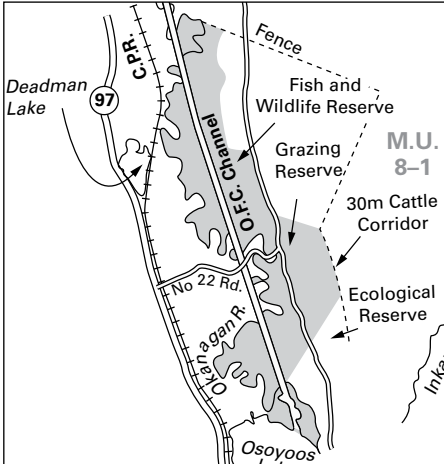 Fence
C.P.R.
Deadman
Lake
97
Fish and
Wildlife Reserve
O.F.C. Channel
M.U.
8–1
Grazing
Reserve
30m Cattle
Corridor
No 22 Rd.
Ecological
Reserve
Okanagan R.
Inka
Osoyoos